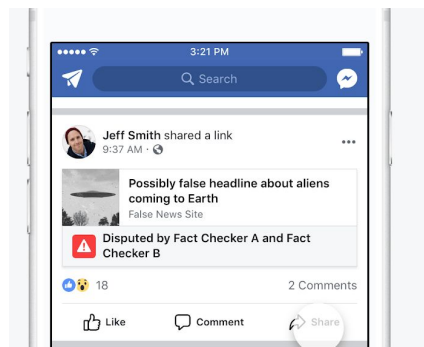 3:21 PM
Search
Jeff Smith shared a link
9:37 AM ·
Possibly false headline about aliens
coming to Earth
False News Site
Disputed by Fact Checker A and Fact
Checker B
18
2 Comments
Like
Comment
Share